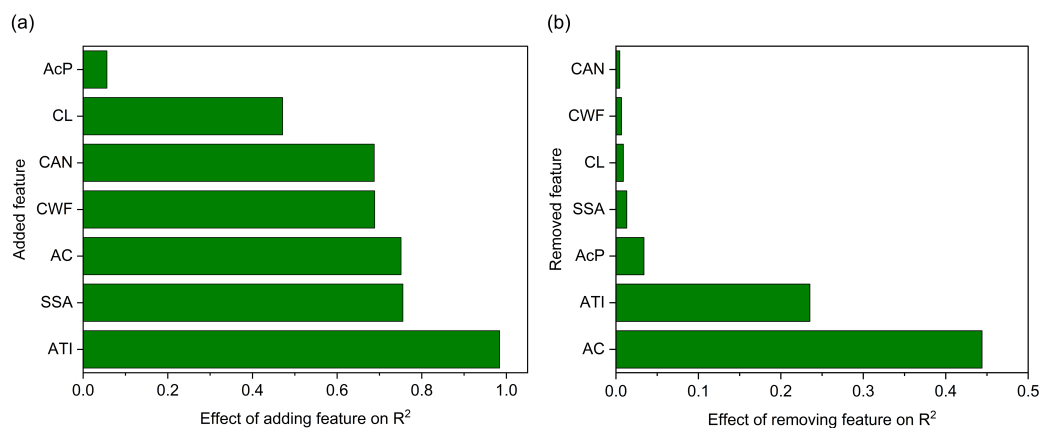 (a)
Added feature
AcP
CL
CAN
CWF
AC
SSA
ATI
0.0 0.2 0.4 0.6 0.8 1.0
Effect of adding feature on R²
(b)
Removed feature
CAN
CWF
CL
SSA
AcP
ATI
AC
0.0 0.1 0.2 0.3 0.4 0.5
Effect of removing feature on R²